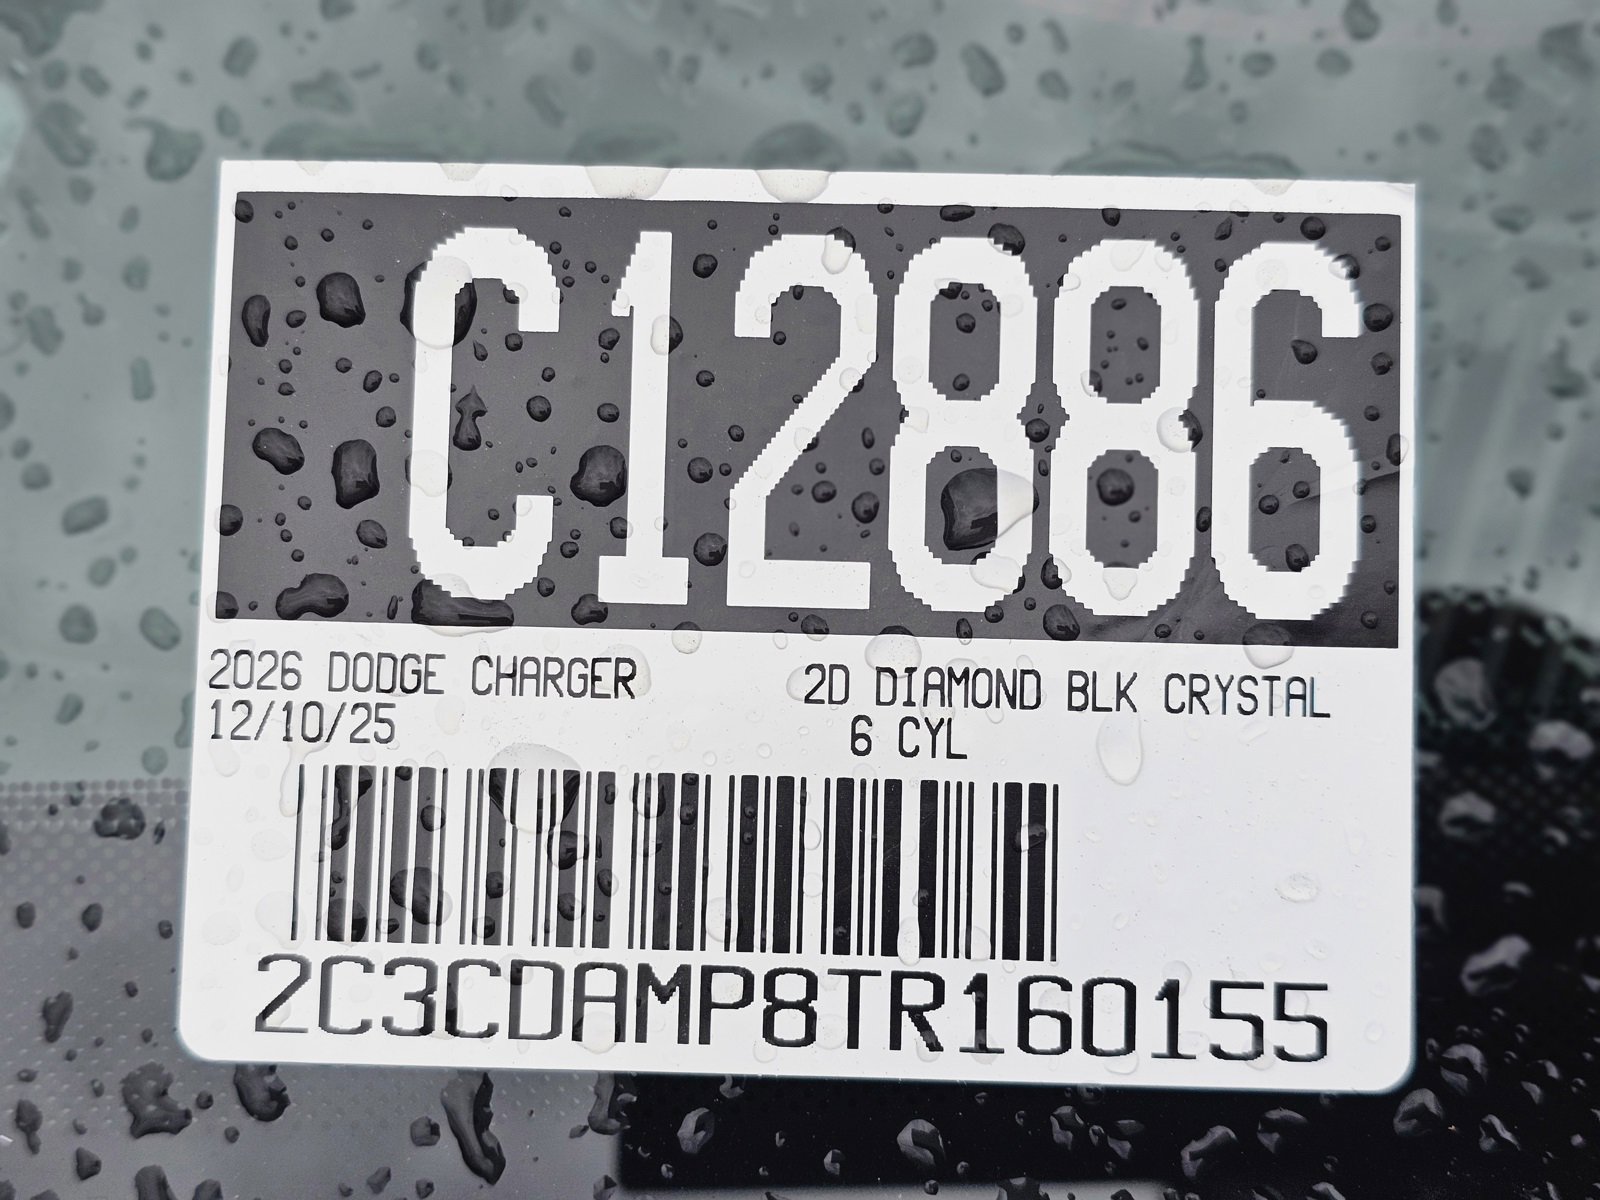 C12886
2026 DODGE CHARGER 2D DIAMOND BLK CRYSTAL
12/10/25 6 CYL
2C3CDAMP8TR160155